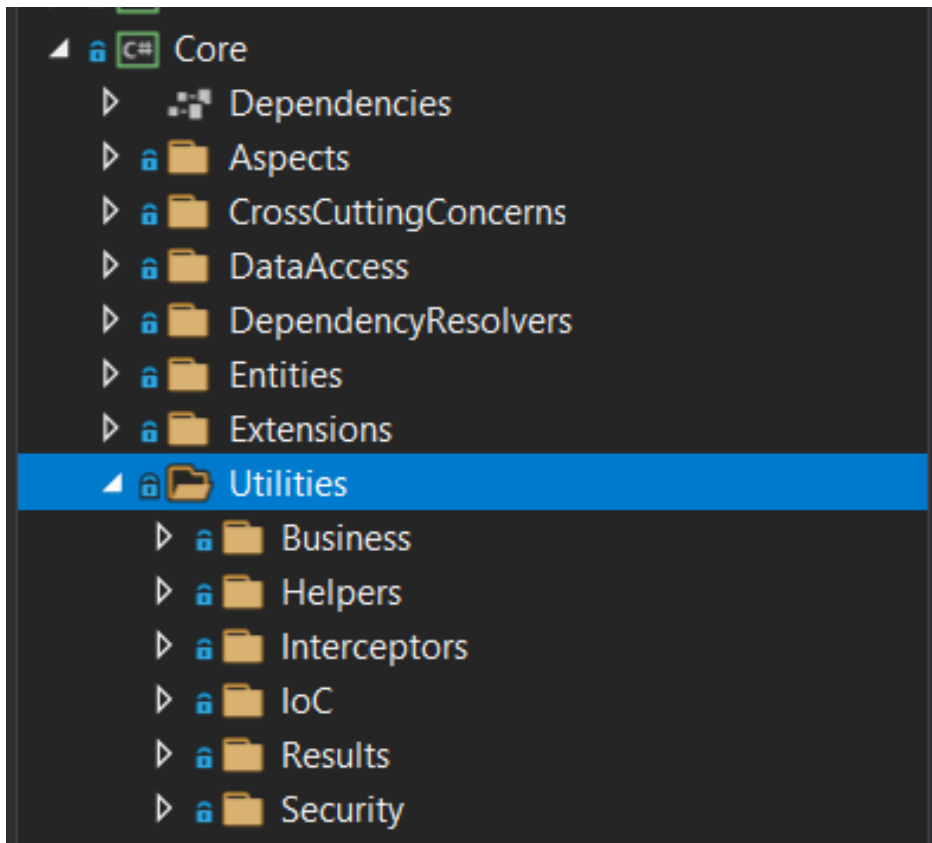 C# Core
Dependencies
Aspects
CrossCuttingConcerns
DataAccess
DependencyResolvers
Entities
Extensions
Utilities
Business
Helpers
Interceptors
IoC
Results
Security